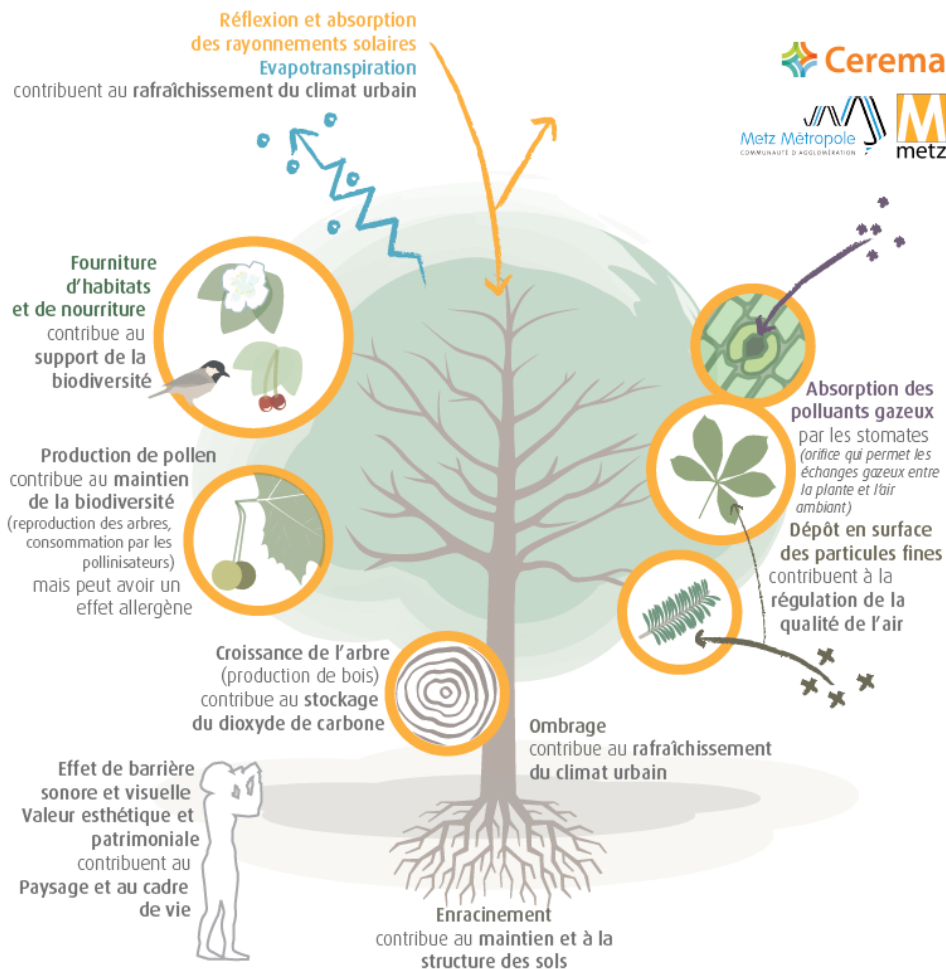 Réflexion et absorption
des rayonnements solaires
Evapotranspiration
contribuent au rafraîchissement du climat urbain
Cerema
Metz Métropole
COMMUNAUTÉ D'AGGLOMÉRATION
M
metz
Fourniture
d'habitats
et de nourriture
contribue au
support de la
biodiversité
Absorption des
polluants gazeux
par les stomates
(orifice qui permet les
échanges gazeux entre
la plante et l'air
ambiant)
Production de pollen
contribue au maintien
de la biodiversité
(reproduction des arbres,
consommation par les
pollinisateurs)
mais peut avoir un
effet allergène
Dépôt en surface
des particules fines
contribuent à la
régulation de la
qualité de l'air
Croissance de l'arbre
(production de bois)
contribue au stockage
du dioxyde de carbone
Ombrage
contribue au rafraîchissement
du climat urbain
Effet de barrière
sonore et visuelle
Valeur esthétique et
patrimoniale
contribuent au
Paysage et au cadre
de vie
Enracinement
contribue au maintien et à la
structure des sols